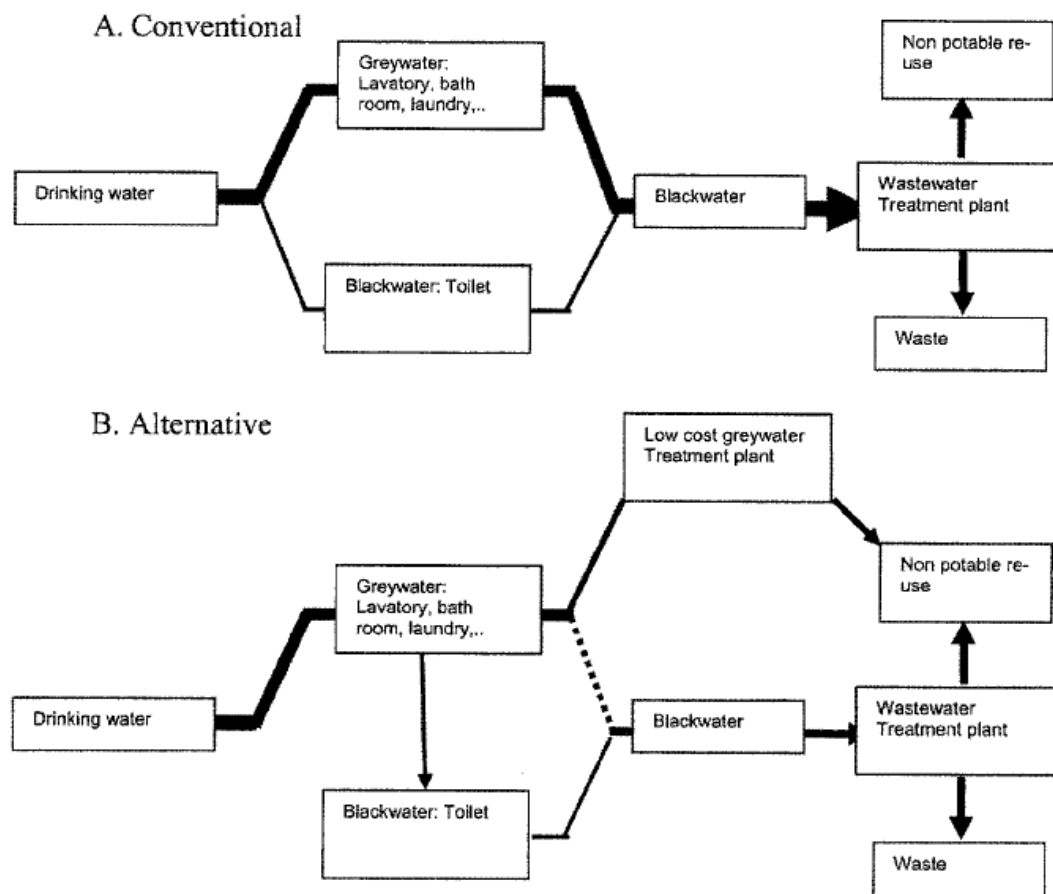 A. Conventional
Greywater:
Lavatory, bath
room, laundry,..
Non potable re-
use
Drinking water
Blackwater
Wastewater
Treatment plant
Blackwater: Toilet
Waste
B. Alternative
Low cost greywater
Treatment plant
Non potable re-
use
Greywater:
Lavatory, bath
room, laundry,..
Drinking water
Blackwater
Wastewater
Treatment plant
Blackwater: Toilet
Waste